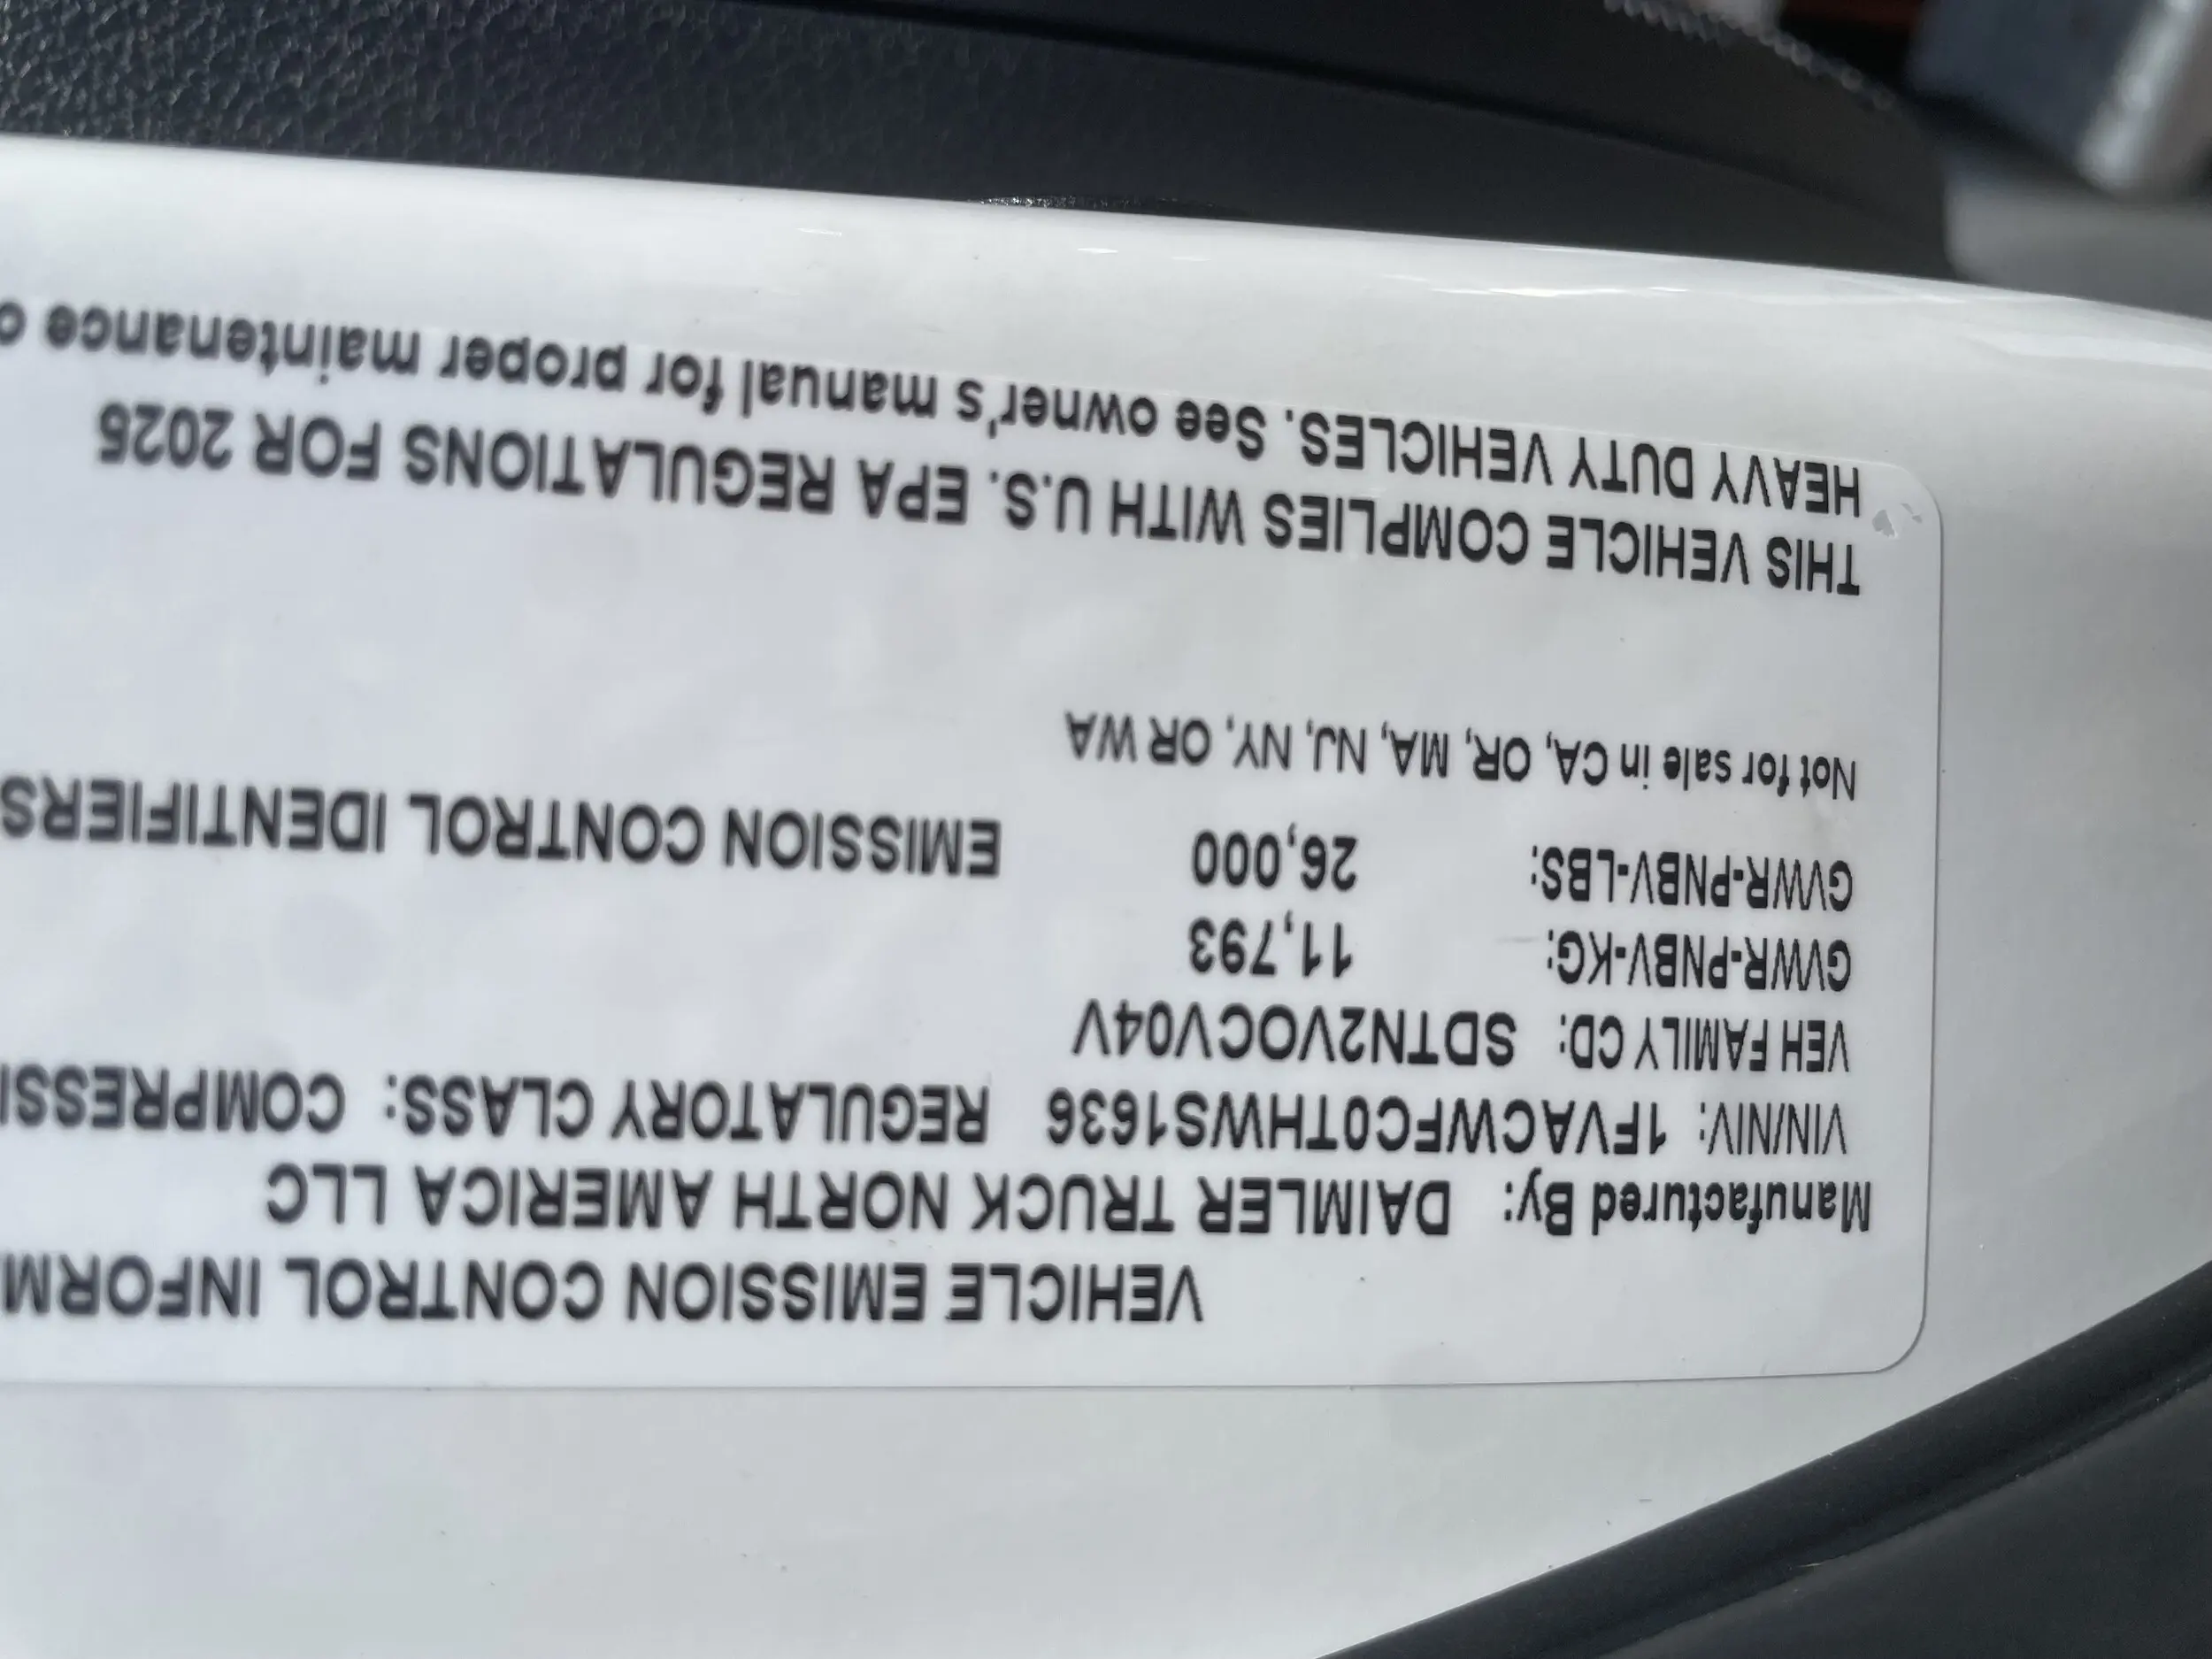 VEHICLE EMISSION CONTROL INFORM
Manufactured By: DAIMLER TRUCK NORTH AMERICA LLC
VIN/NIV: 1FVACWFC0THWS1636 REGULATORY CLASS: COMPRESSI
VEH FAMILY CD: SDTN2VOCV04V
GVWR-PNBV-KG: 11,793
GVWR-PNBV-LBS: 26,000 EMISSION CONTROL IDENTIFIERS
Not for sale in CA, OR, MA, NJ, NY, OR WA
THIS VEHICLE COMPLIES WITH U.S. EPA REGULATIONS FOR 2025
HEAVY DUTY VEHICLES. See owner's manual for proper maintenance o